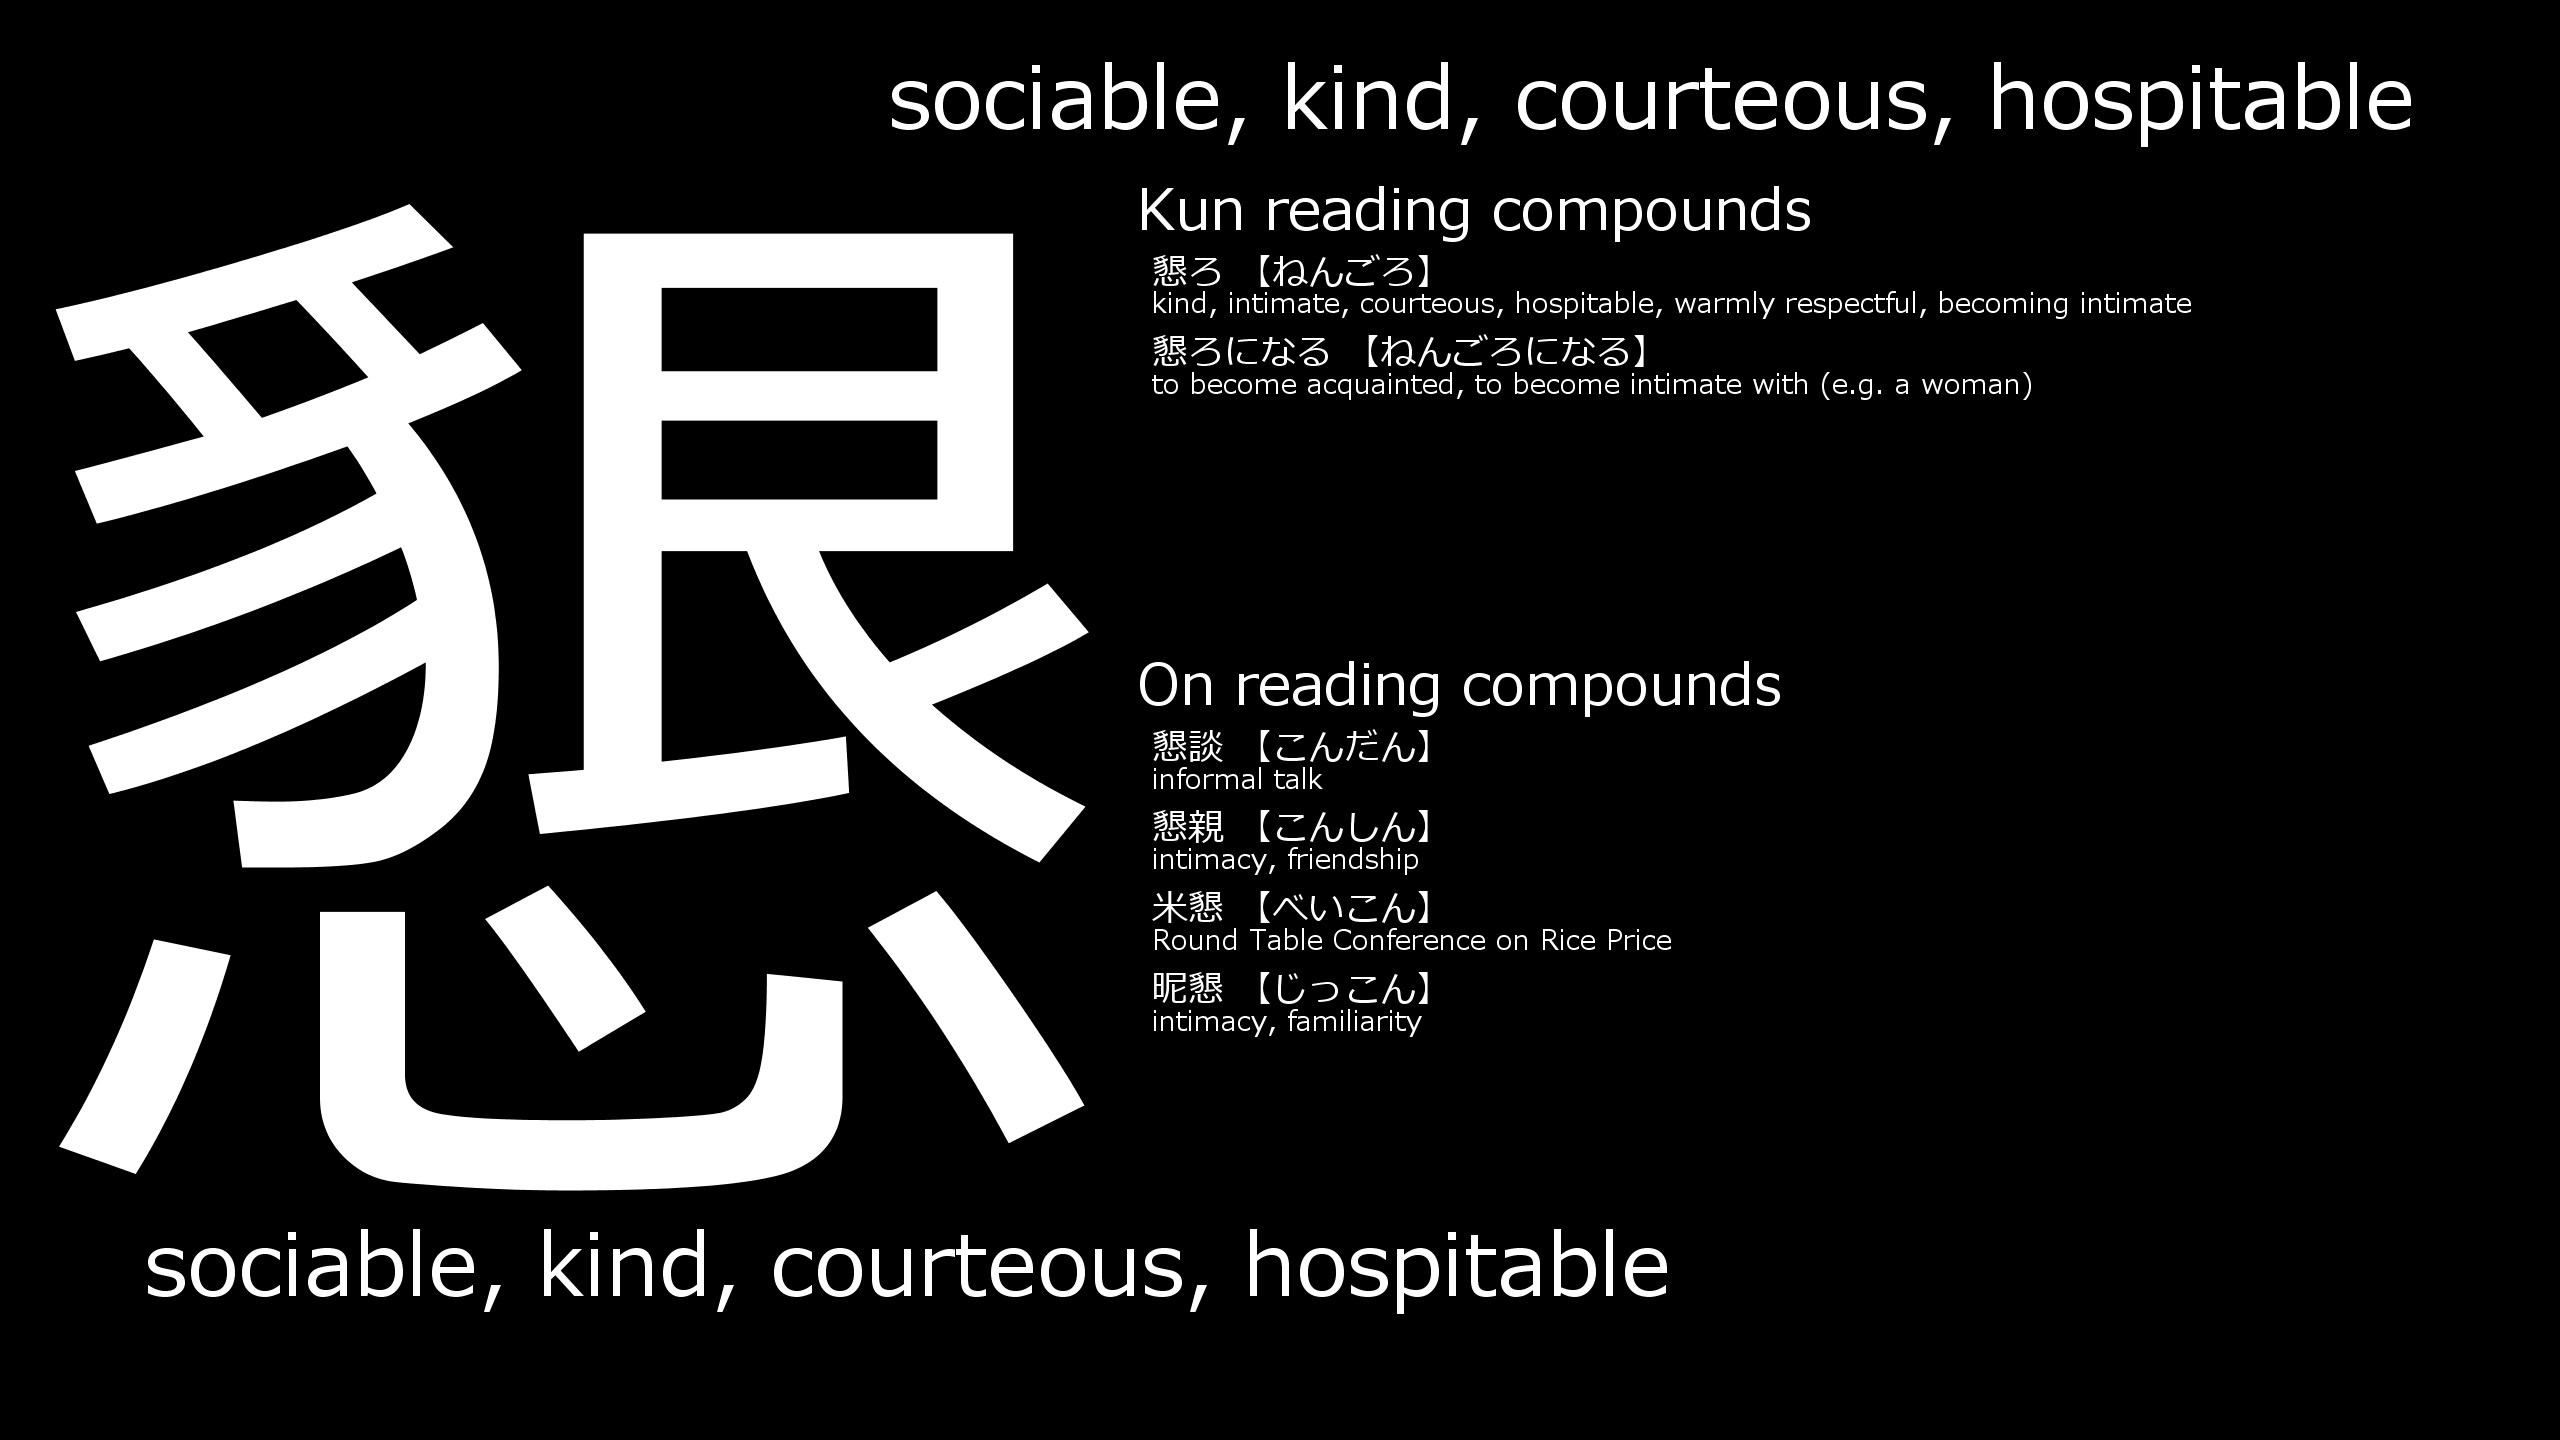 sociable, kind, courteous, hospitable
懇
Kun reading compounds
懇ろ 【ねんごろ】
kind, intimate, courteous, hospitable, warmly respectful, becoming intimate
懇ろになる 【ねんごろになる】
to become acquainted, to become intimate with (e.g. a woman)
On reading compounds
懇談 【こんだん】
informal talk
懇親 【こんしん】
intimacy, friendship
米懇 【べいこん】
Round Table Conference on Rice Price
昵懇 【じっこん】
intimacy, familiarity
sociable, kind, courteous, hospitable